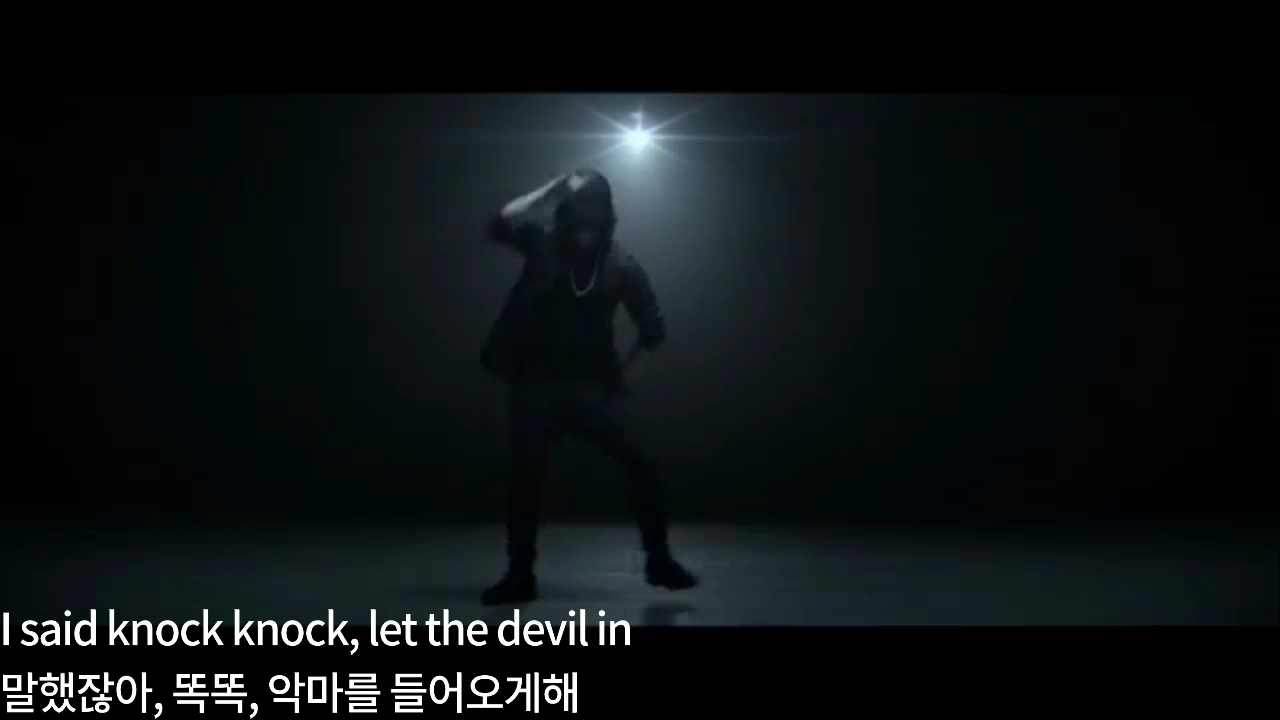 I said knock knock, let the devil in
말했잖아, 똑똑, 악마를 들어오게해